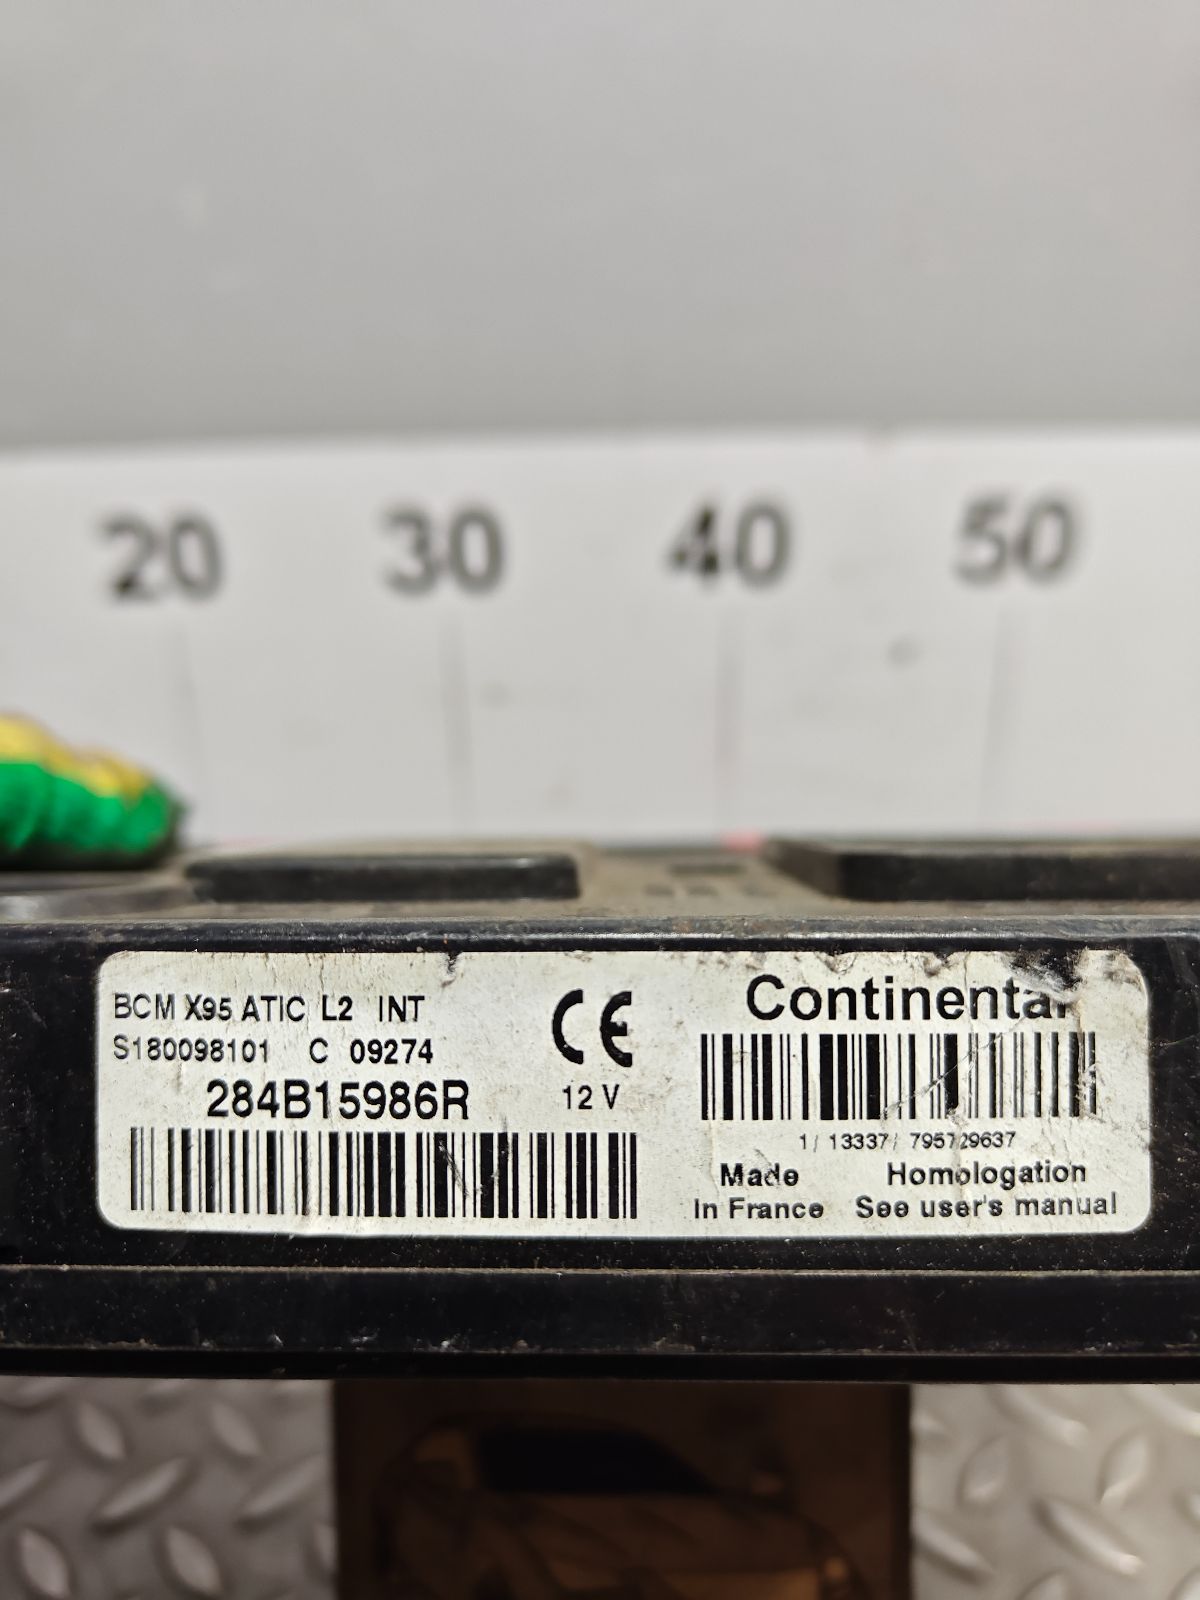 20 30 40 50
BCM X95 ATIC L2 INT
S180098101 C 09274
284B15986R
CE
12 V
Continental
1/ 13337/ 795729637
Made
In France
Homologation
See user's manual